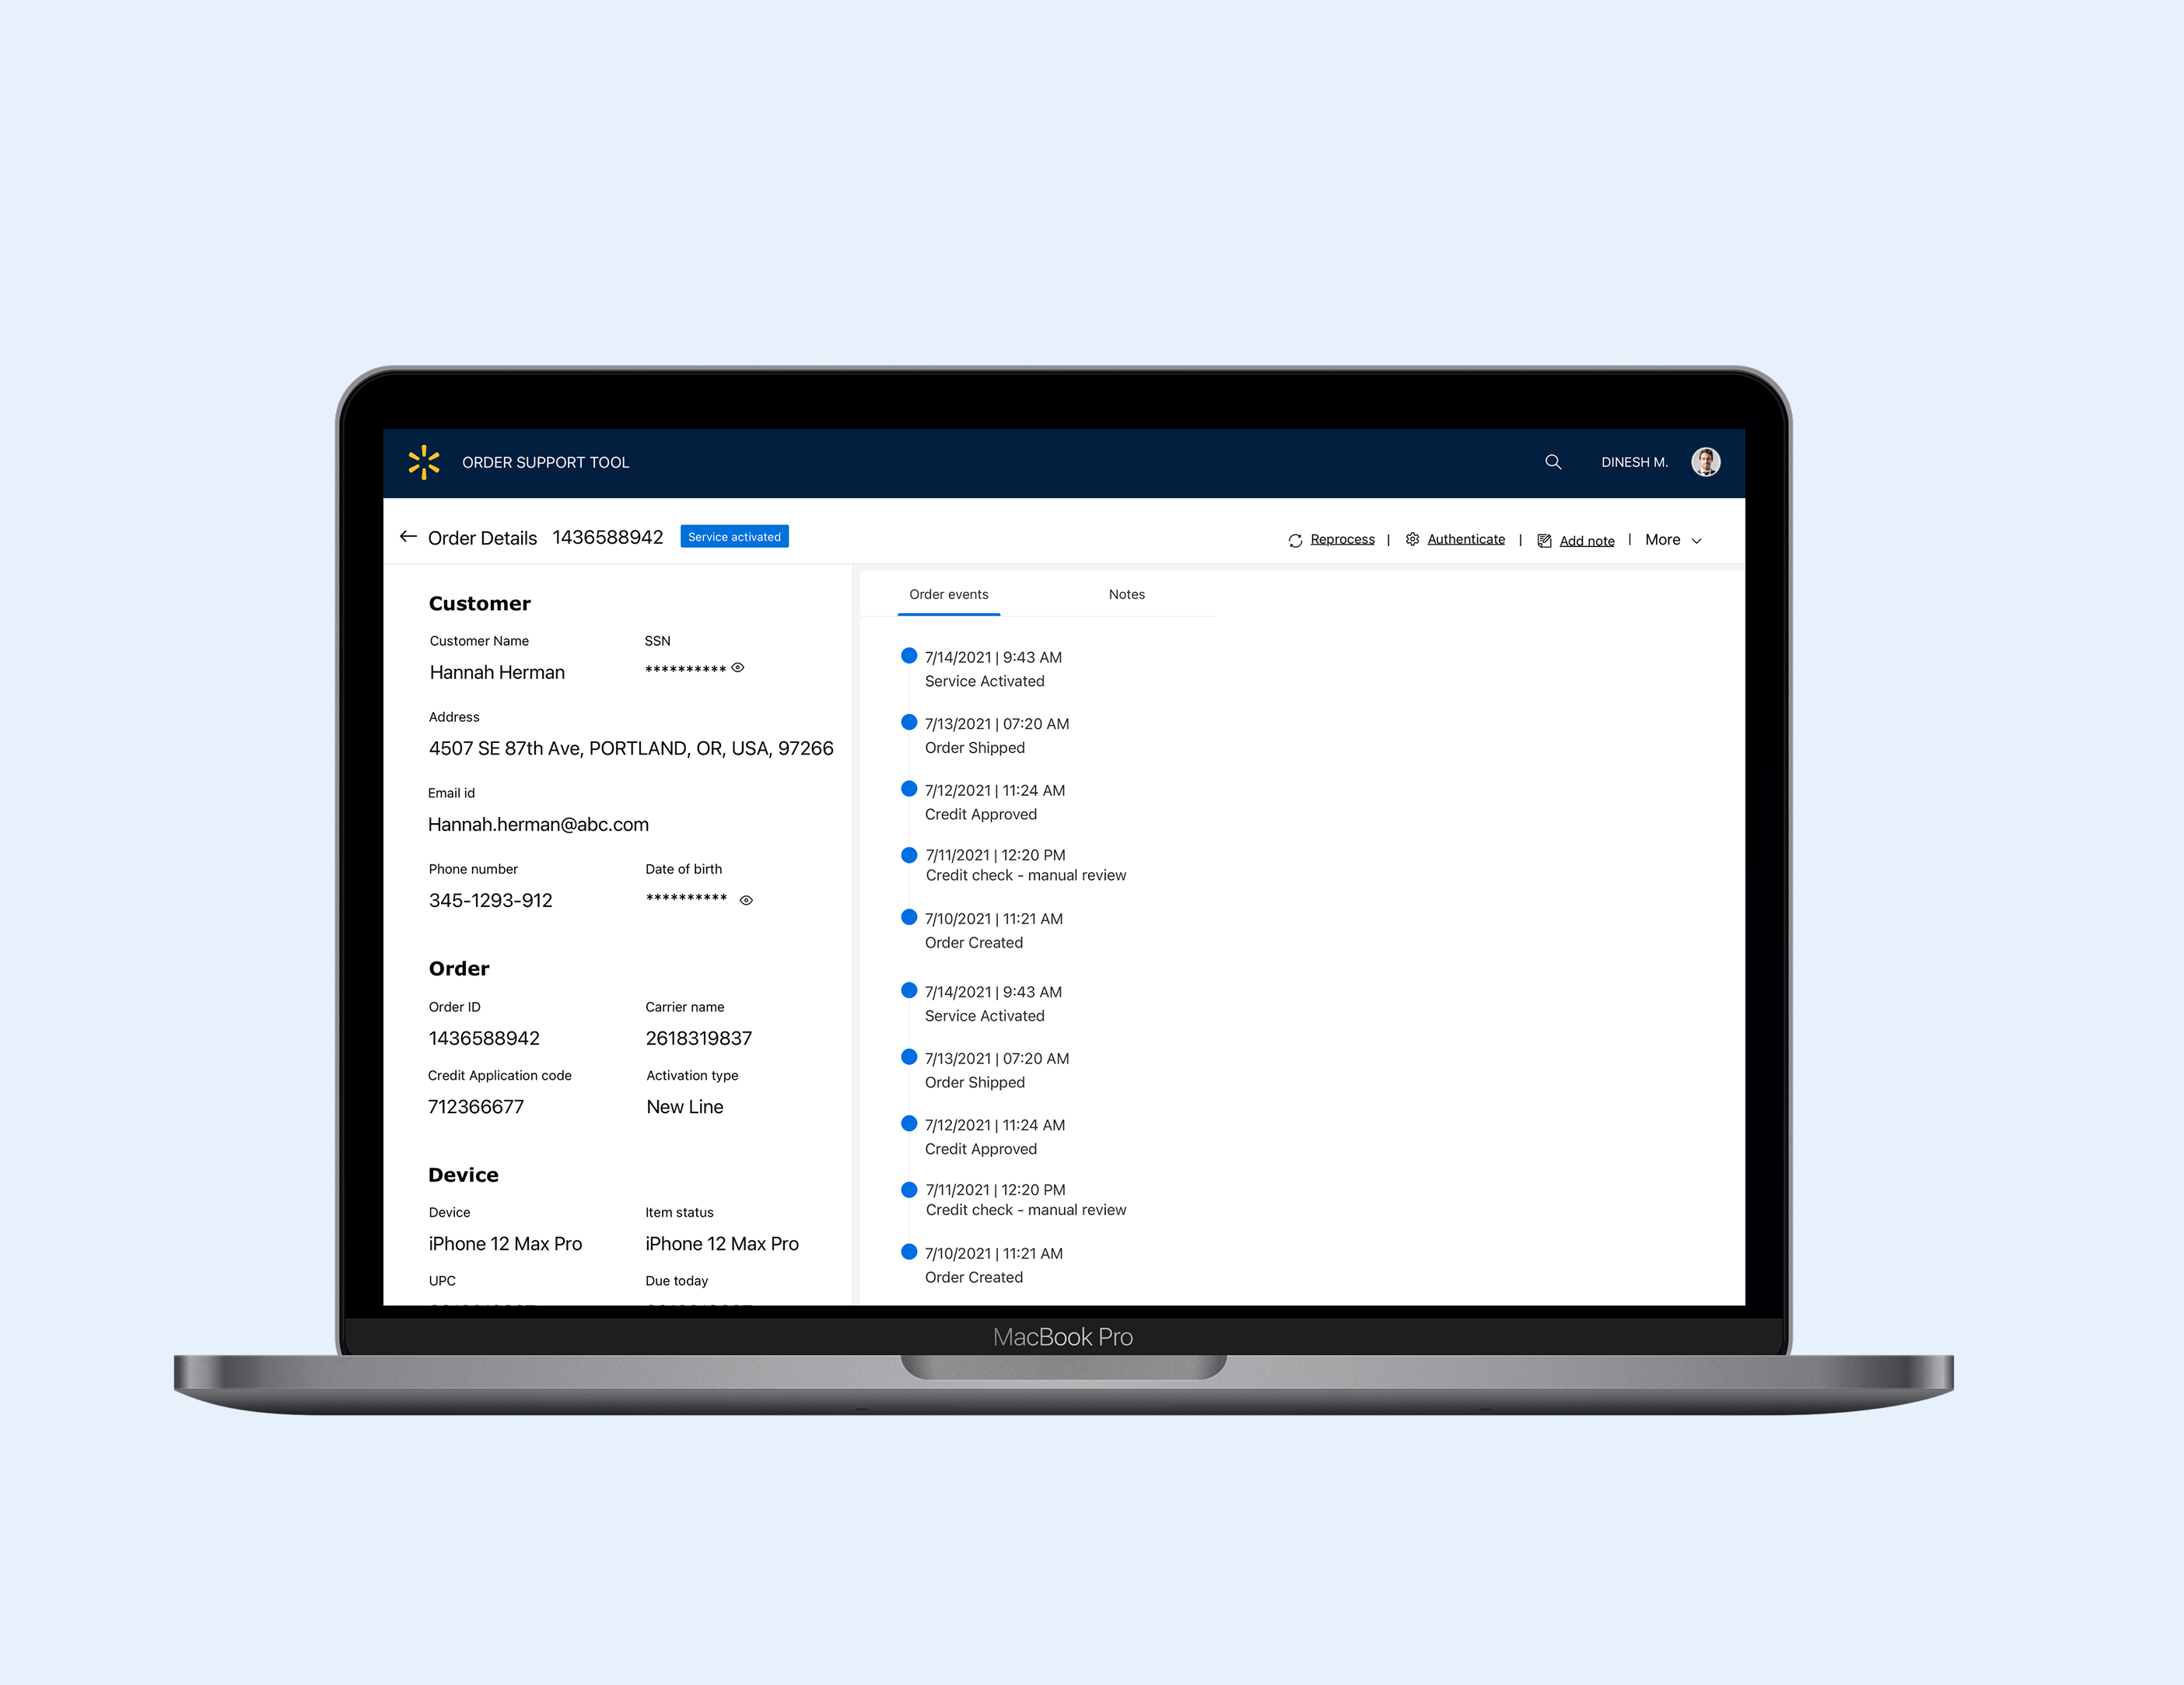 ORDER SUPPORT TOOL
DINESH M.
Order Details 1436588942 Service activated
Reprocess | Authenticate | Add note | More
Customer
Customer Name SSN
Hannah Herman **********
Address
4507 SE 87th Ave, PORTLAND, OR, USA, 97266
Email id
Hannah.herman@abc.com
Phone number Date of birth
345-1293-912 **********
Order
Order ID Carrier name
1436588942 2618319837
Credit Application code Activation type
712366677 New Line
Device
Device Item status
iPhone 12 Max Pro iPhone 12 Max Pro
UPC Due today
Order events Notes
7/14/2021 | 9:43 AM
Service Activated
7/13/2021 | 07:20 AM
Order Shipped
7/12/2021 | 11:24 AM
Credit Approved
7/11/2021 | 12:20 PM
Credit check - manual review
7/10/2021 | 11:21 AM
Order Created
7/14/2021 | 9:43 AM
Service Activated
7/13/2021 | 07:20 AM
Order Shipped
7/12/2021 | 11:24 AM
Credit Approved
7/11/2021 | 12:20 PM
Credit check - manual review
7/10/2021 | 11:21 AM
Order Created
MacBook Pro